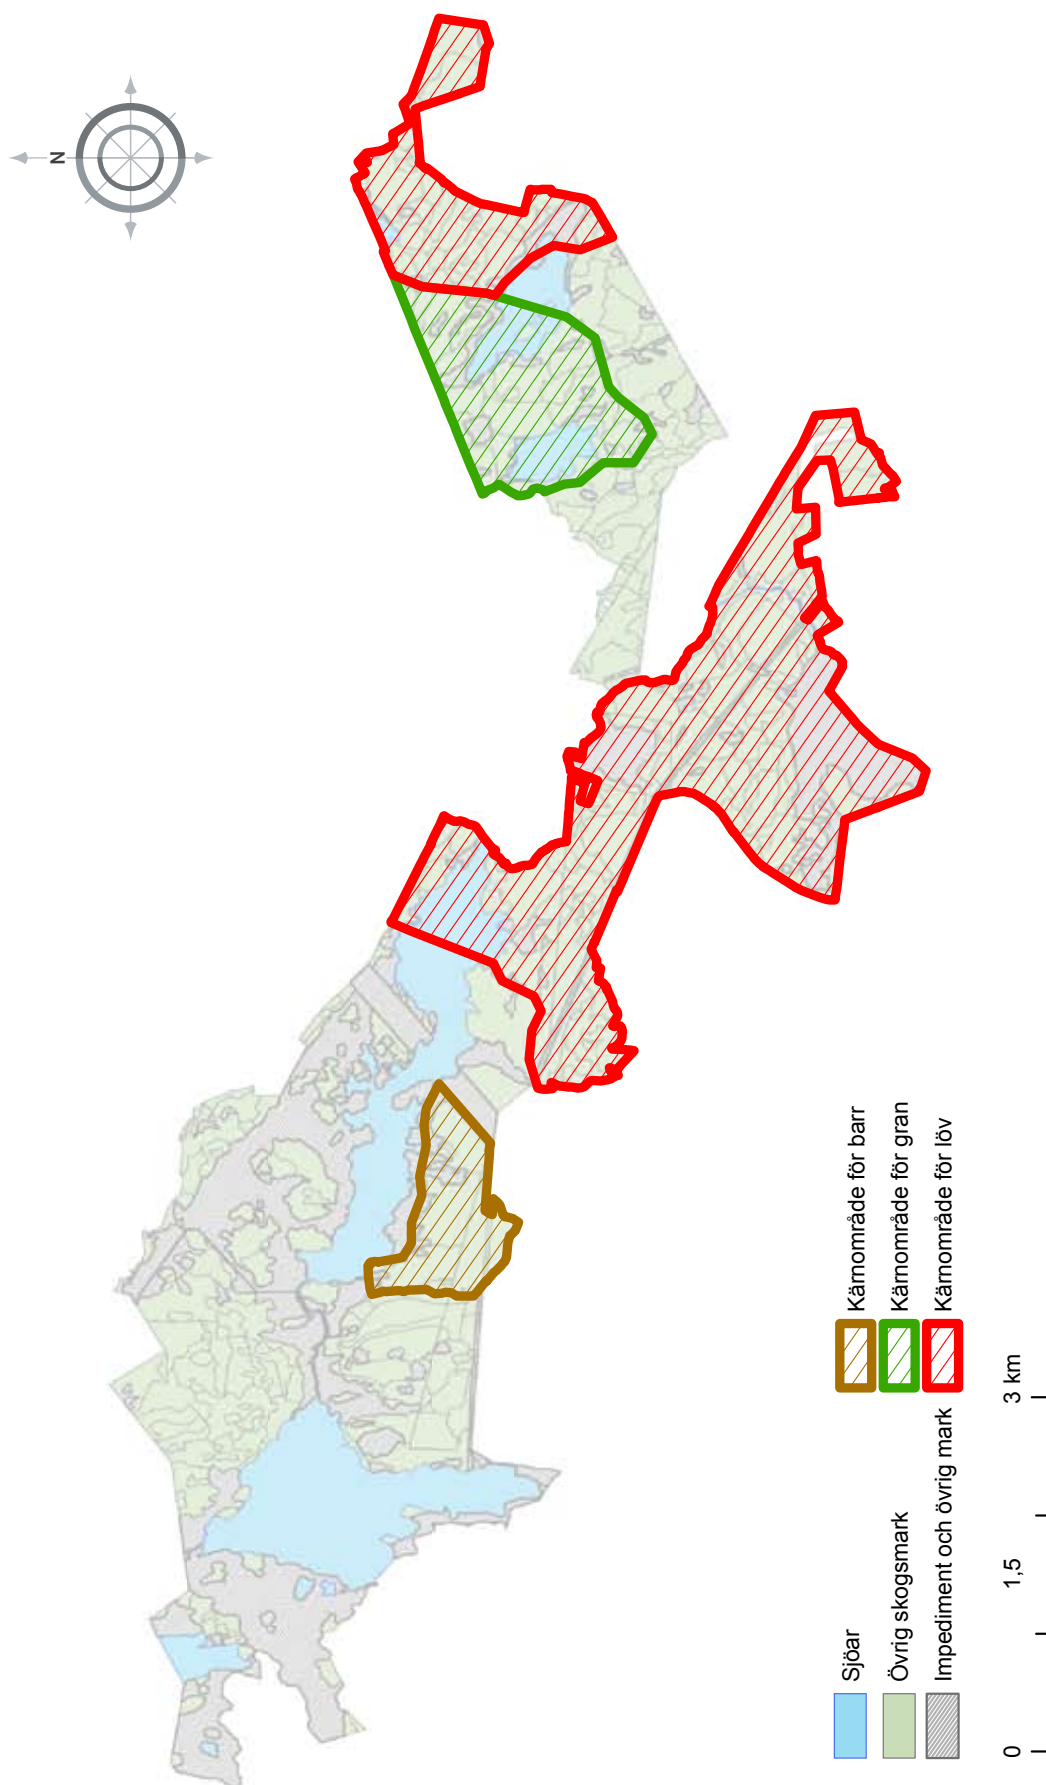 N
Sjöar
Övrig skogsmark
Impediment och övrig mark
Kärnområde för barr
Kärnområde för gran
Kärnområde för löv
0 1,5 3 km